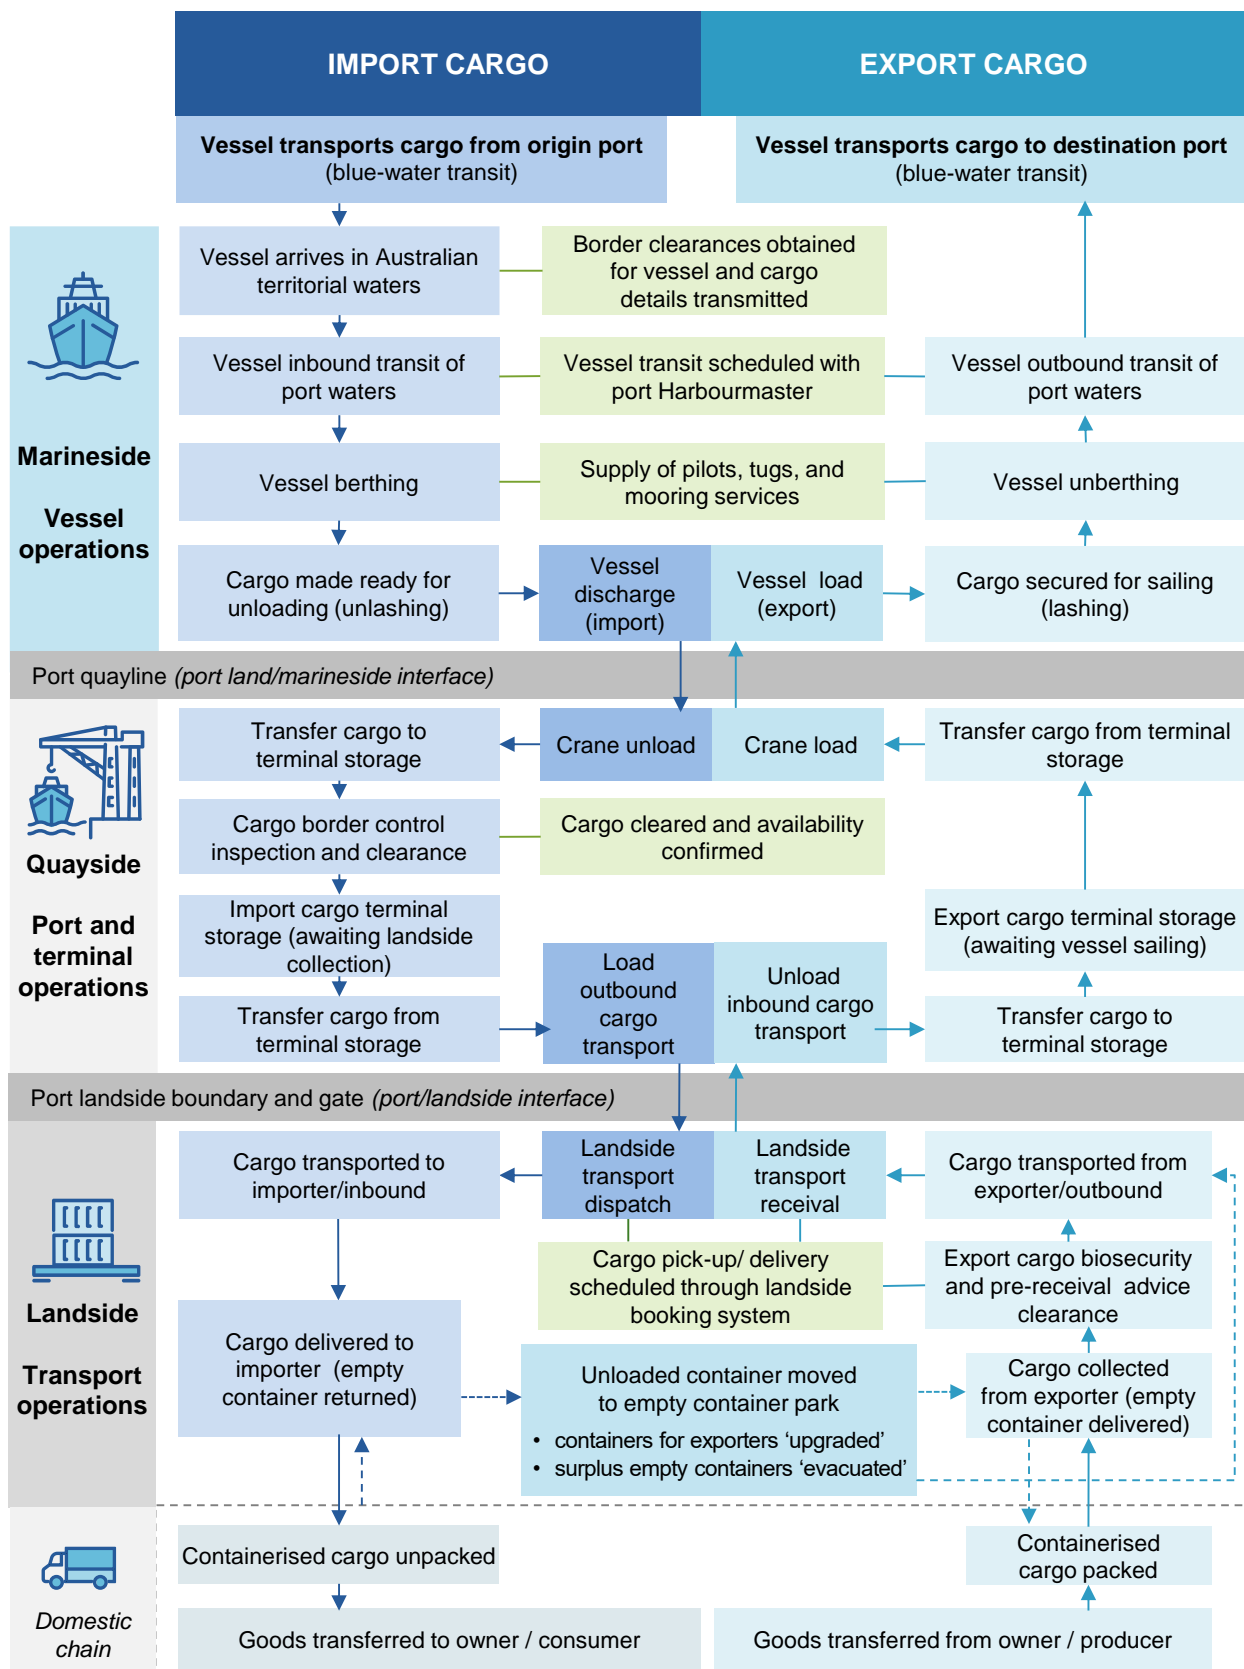 IMPORT CARGO
EXPORT CARGO
Vessel transports cargo from origin port
(blue-water transit)
Vessel transports cargo to destination port
(blue-water transit)
Marineside
Vessel
operations
Vessel arrives in Australian
territorial waters
Border clearances obtained
for vessel and cargo
details transmitted
Vessel inbound transit of
port waters
Vessel transit scheduled with
port Harbourmaster
Vessel outbound transit of
port waters
Vessel berthing
Supply of pilots, tugs, and
mooring services
Vessel unberthing
Cargo made ready for
unloading (unlashing)
Vessel
discharge
(import)
Vessel load
(export)
Cargo secured for sailing
(lashing)
Port quayline (port land/marineside interface)
Quayside
Port and
terminal
operations
Transfer cargo to
terminal storage
Crane unload
Crane load
Transfer cargo from terminal
storage
Cargo border control
inspection and clearance
Cargo cleared and availability
confirmed
Import cargo terminal
storage (awaiting landside
collection)
Export cargo terminal storage
(awaiting vessel sailing)
Transfer cargo from
terminal storage
Load
outbound
cargo
transport
Unload
inbound cargo
transport
Transfer cargo to
terminal storage
Port landside boundary and gate (port/landside interface)
Landside
Transport
operations
Cargo transported to
importer/inbound
Landside
transport
dispatch
Landside
transport
receival
Cargo transported from
exporter/outbound
Cargo pick-up/ delivery
scheduled through landside
booking system
Export cargo biosecurity
and pre-receival advice
clearance
Cargo delivered to
importer (empty
container returned)
Unloaded container moved
to empty container park
• containers for exporters ‘upgraded’
• surplus empty containers ‘evacuated’
Cargo collected
from exporter (empty
container delivered)
Domestic
chain
Containerised cargo unpacked
Containerised
cargo packed
Goods transferred to owner / consumer
Goods transferred from owner / producer